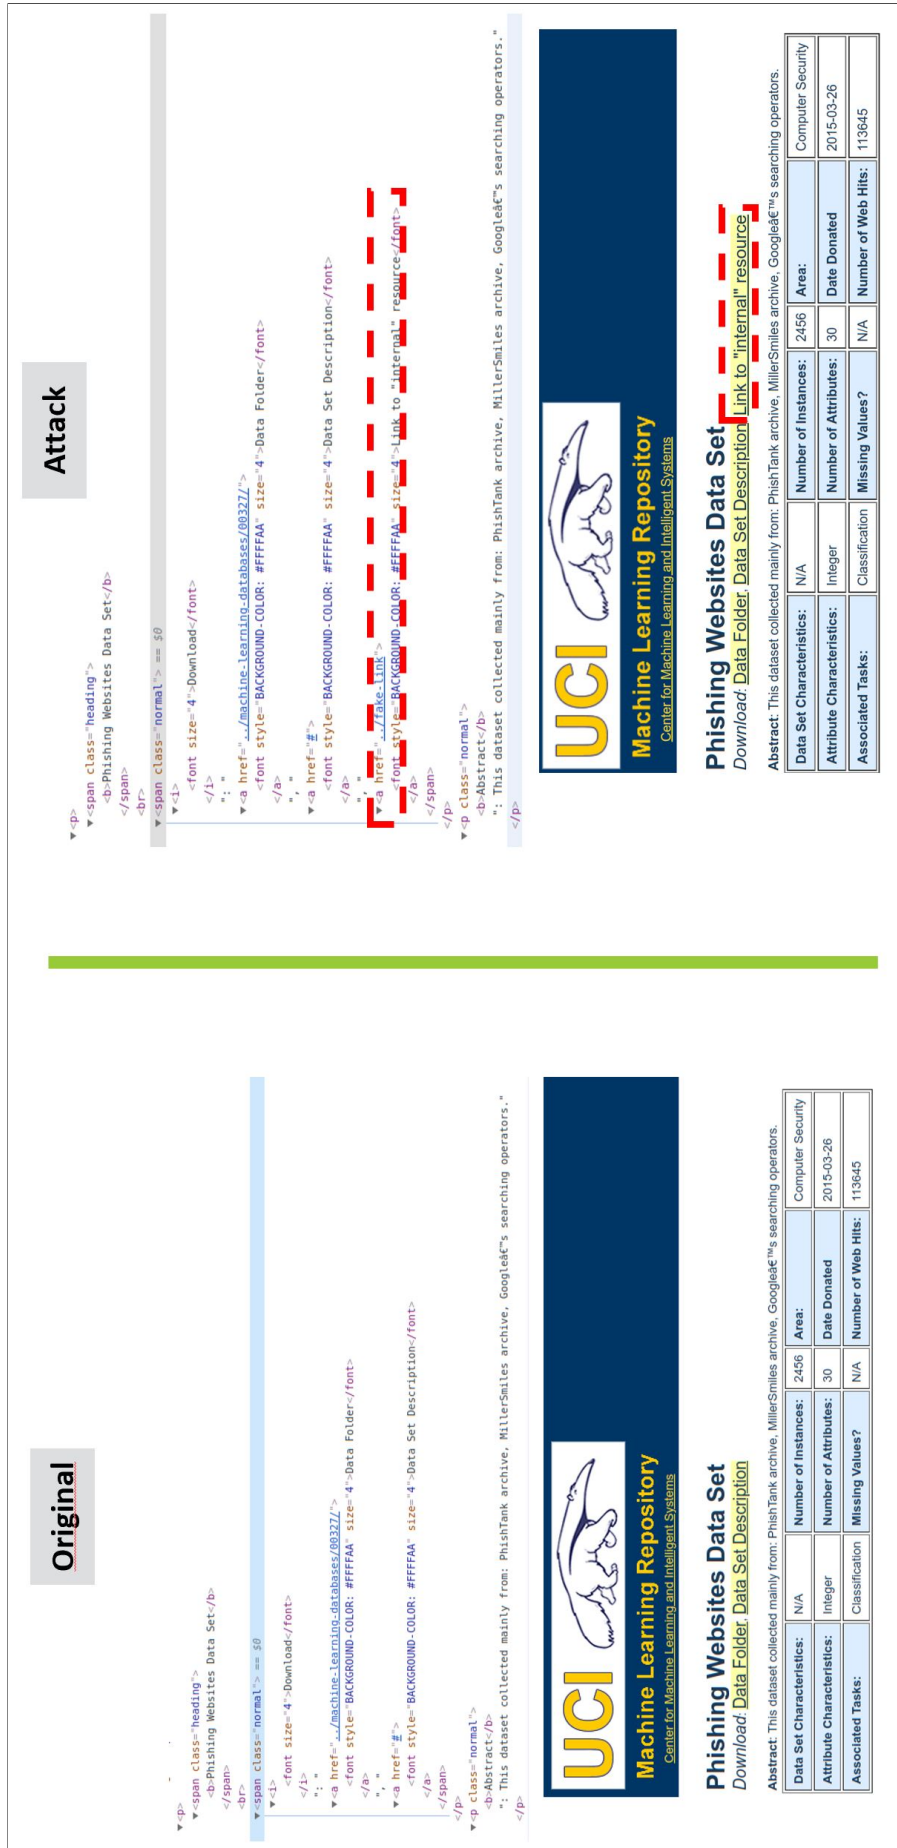 Original
▼<p>
▼<span class="heading">
<b>Phishing Websites Data Set</b>
</span>
<br>
▼<span class="normal"> == $0
▼<i>
<font size="4">Download</font>
</i>
": "
▼<a href="../machine-learning-databases/00327/">
<font style="BACKGROUND-COLOR: #FFFFAA" size="4">Data Folder</font>
</a>
", "
▼<a href="#">
<font style="BACKGROUND-COLOR: #FFFFAA" size="4">Data Set Description</font>
</a>
</span>
</p>
▼<p class="normal">
<b>Abstract</b>
": This dataset collected mainly from: PhishTank archive, MillerSmiles archive, Googleâ€™s searching operators."
</p>
UCI
Machine Learning Repository
Center for Machine Learning and Intelligent Systems
Phishing Websites Data Set
Download: Data Folder, Data Set Description
Abstract: This dataset collected mainly from: PhishTank archive, MillerSmiles archive, Googleâ€™s searching operators.
Data Set Characteristics: N/A Number of Instances: 2456 Area: Computer Security
Attribute Characteristics: Integer Number of Attributes: 30 Date Donated 2015-03-26
Associated Tasks: Classification Missing Values? N/A Number of Web Hits: 113645
Attack
▼<p>
▼<span class="heading">
<b>Phishing Websites Data Set</b>
</span>
<br>
▼<span class="normal"> == $0
▼<i>
<font size="4">Download</font>
</i>
": "
▼<a href="../machine-learning-databases/00327/">
<font style="BACKGROUND-COLOR: #FFFFAA" size="4">Data Folder</font>
</a>
", "
▼<a href="#">
<font style="BACKGROUND-COLOR: #FFFFAA" size="4">Data Set Description</font>
</a>
", "
▼<a href="../fake-link">
<font style="BACKGROUND-COLOR: #FFFFAA" size="4">Link to "internal" resource</font>
</a>
</span>
</p>
▼<p class="normal">
<b>Abstract</b>
": This dataset collected mainly from: PhishTank archive, MillerSmiles archive, Googleâ€™s searching operators."
</p>
UCI
Machine Learning Repository
Center for Machine Learning and Intelligent Systems
Phishing Websites Data Set
Download: Data Folder, Data Set Description, Link to "internal" resource
Abstract: This dataset collected mainly from: PhishTank archive, MillerSmiles archive, Googleâ€™s searching operators.
Data Set Characteristics: N/A Number of Instances: 2456 Area: Computer Security
Attribute Characteristics: Integer Number of Attributes: 30 Date Donated 2015-03-26
Associated Tasks: Classification Missing Values? N/A Number of Web Hits: 113645